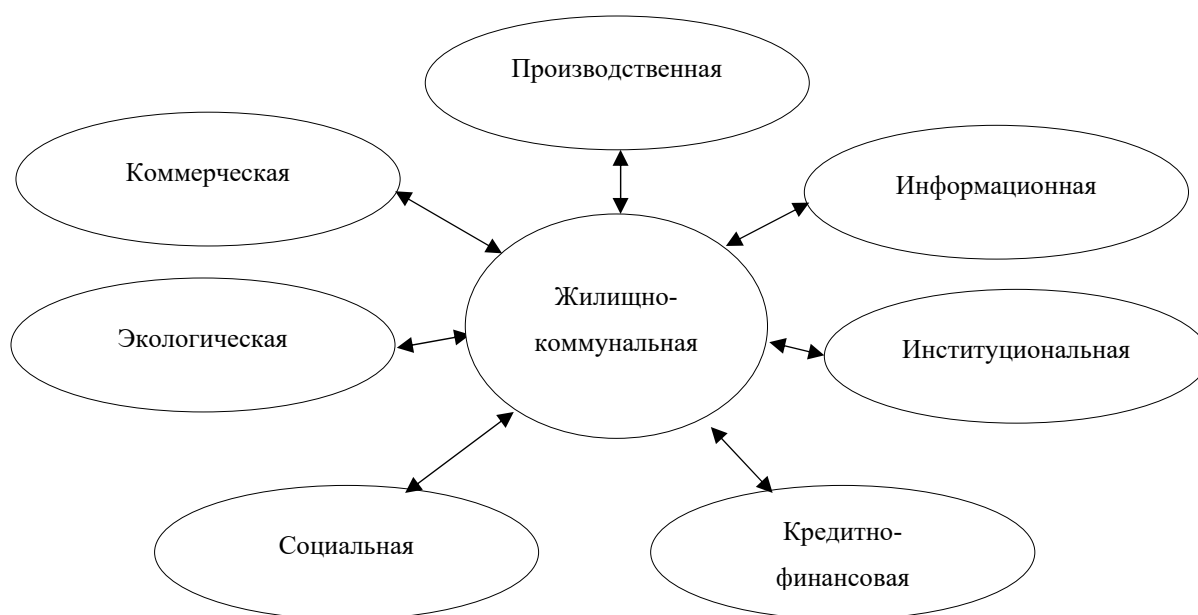 Производственная
Коммерческая
Информационная
Жилищно-
коммунальная
Экологическая
Институциональная
Социальная
Кредитно-
финансовая